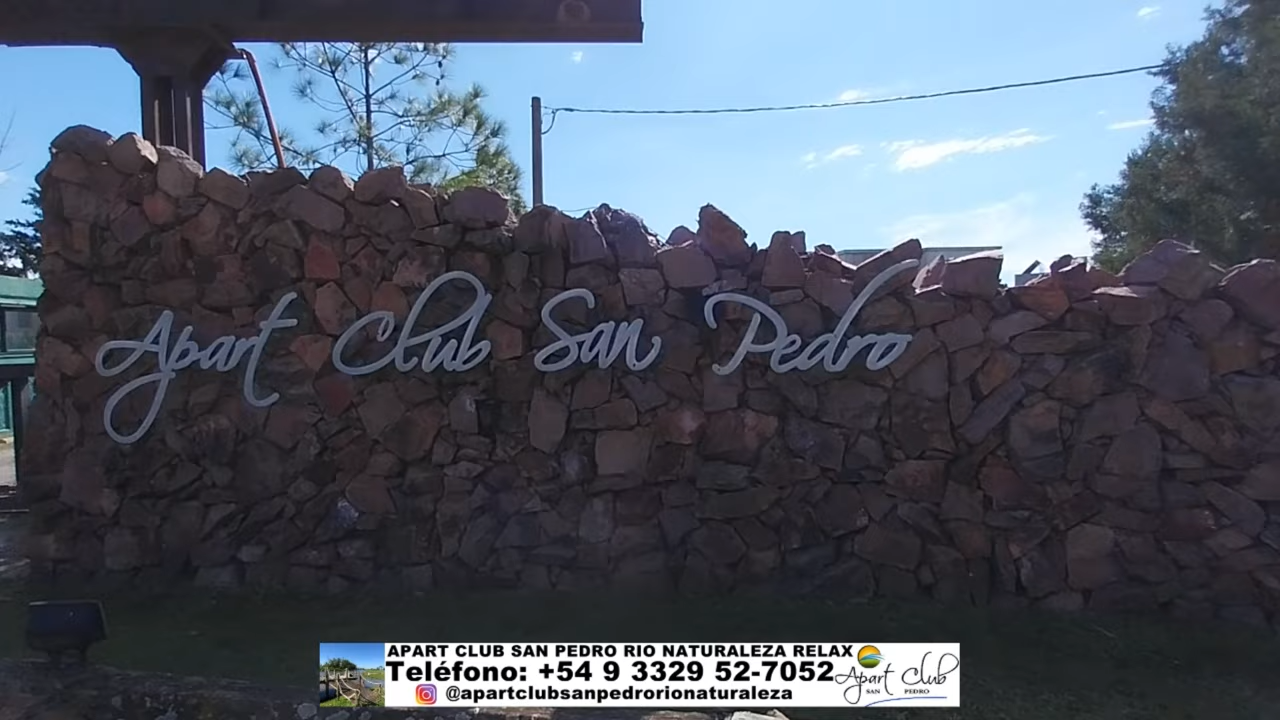 Apart Club San Pedro
APART CLUB SAN PEDRO RIO NATURALEZA RELAX
Teléfono: +54 9 3329 52-7052
@apartclubsanpedrorionaturaleza
Apart Club
SAN PEDRO